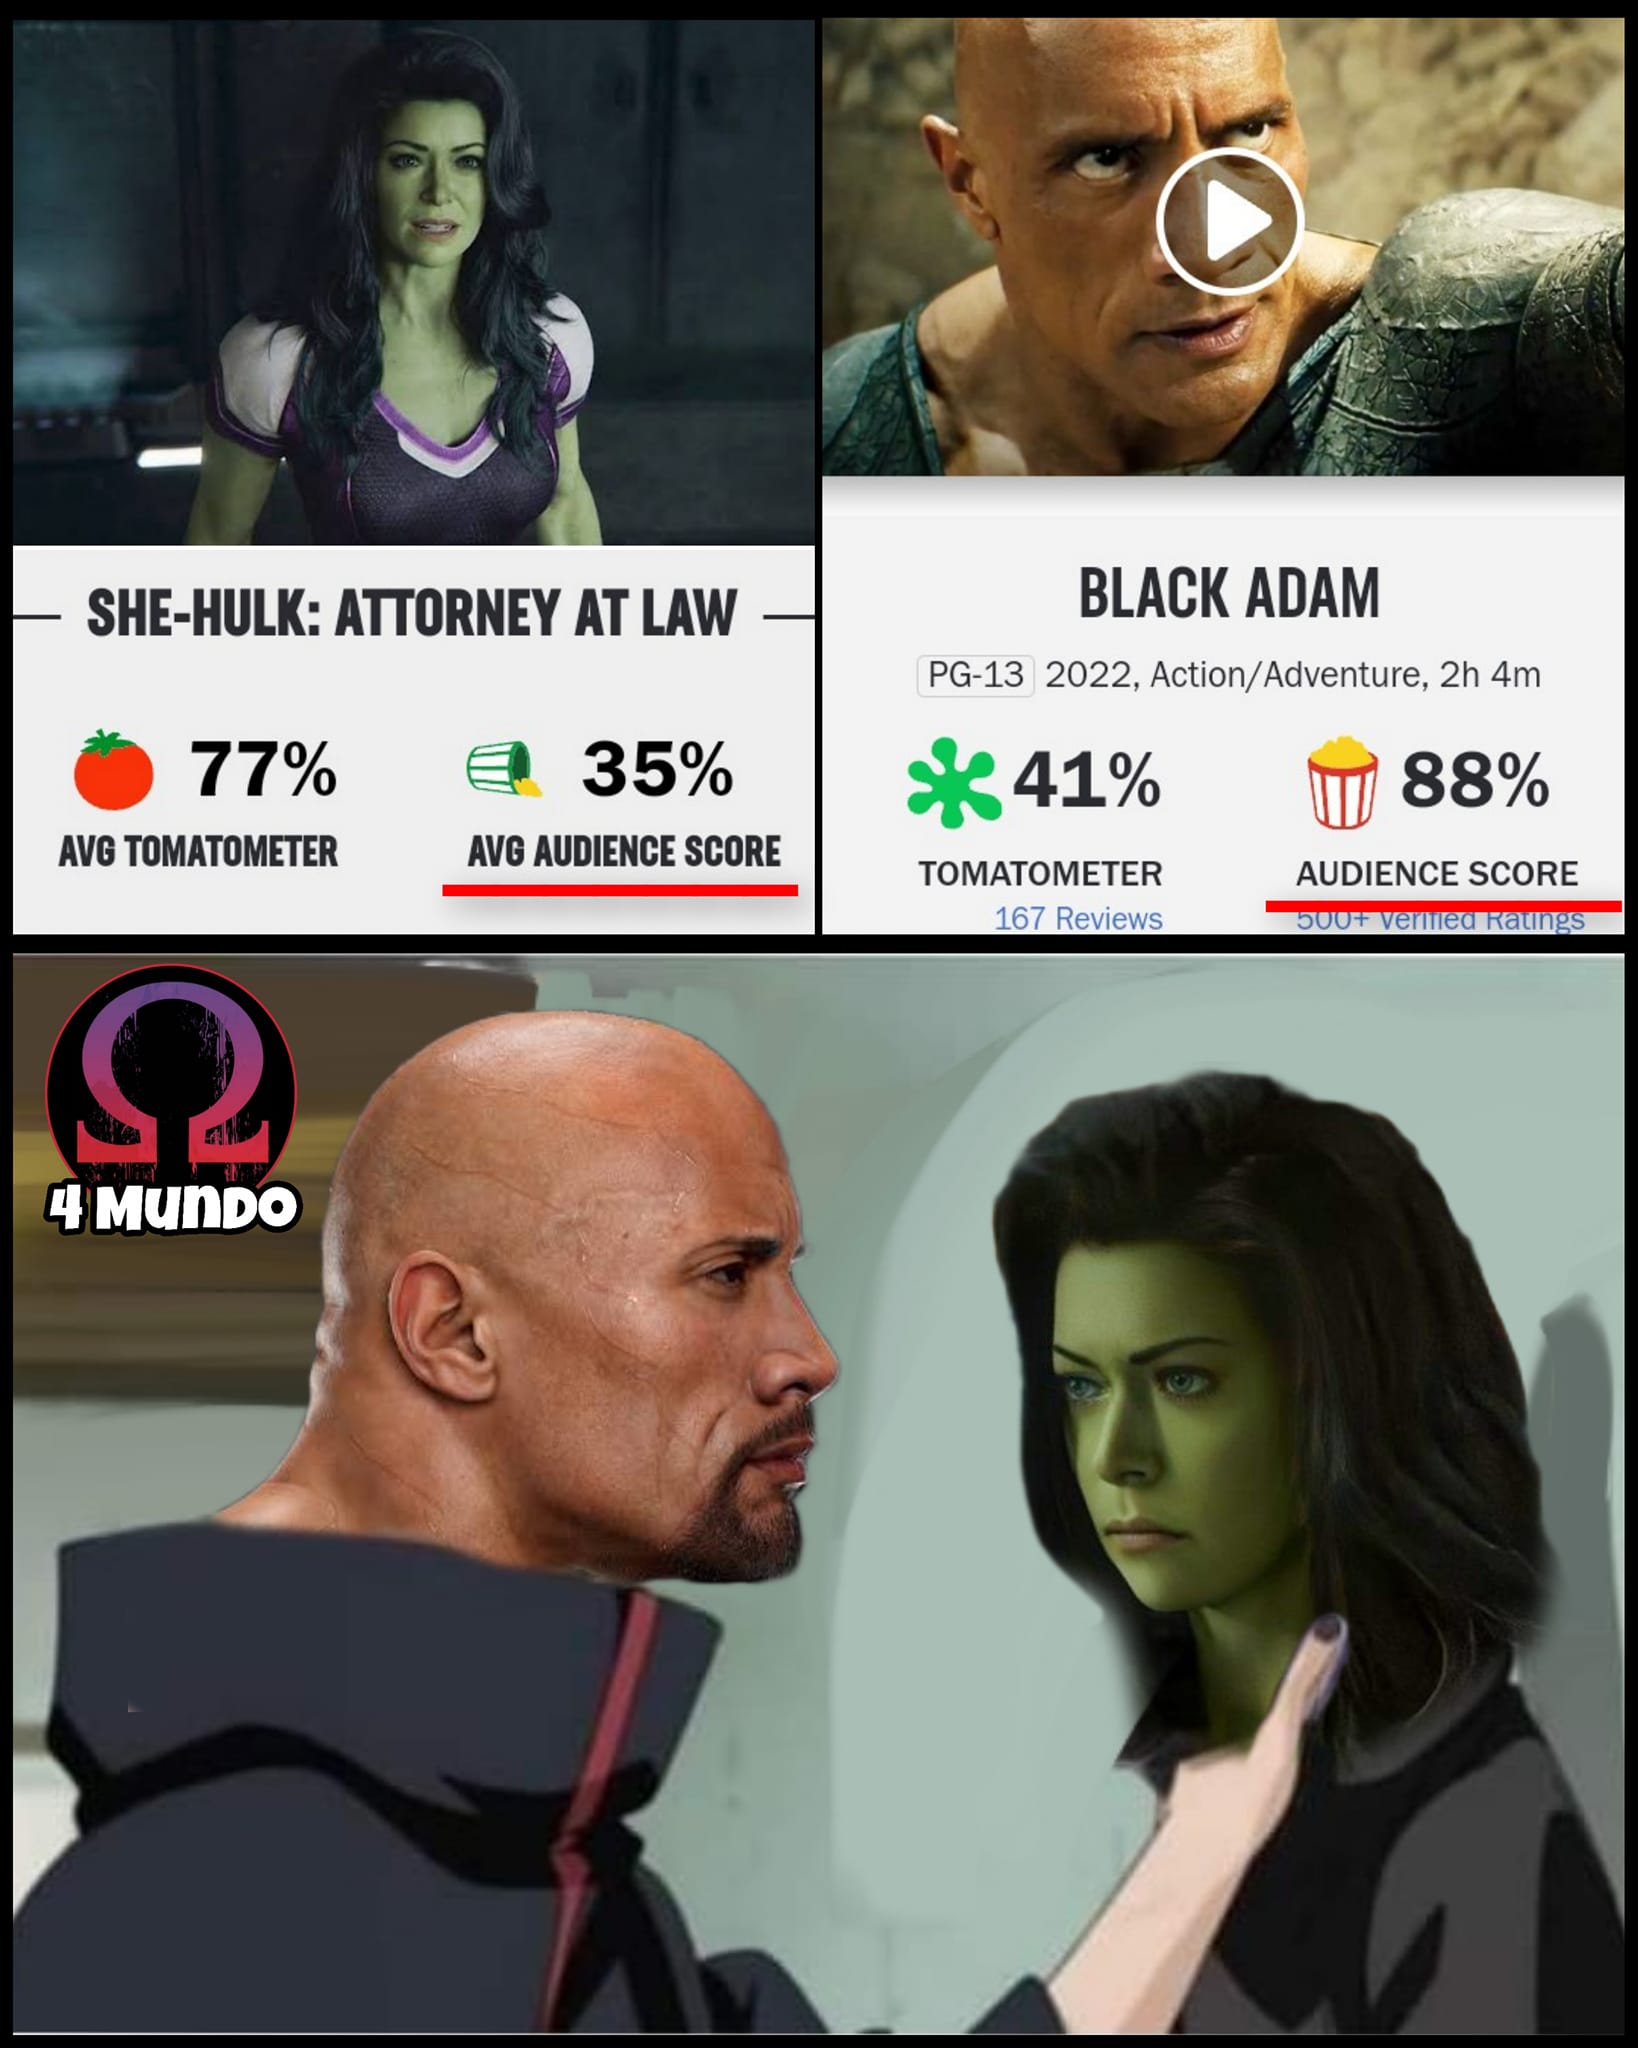 SHE-HULK: ATTORNEY AT LAW
77%
35%
AVG TOMATOMETER
AVG AUDIENCE SCORE
BLACK ADAM
PG-13 2022, Action/Adventure, 2h 4m
41%
88%
TOMATOMETER
AUDIENCE SCORE
167 Reviews
500+ Verified Ratings
Ω
4 MUNDO